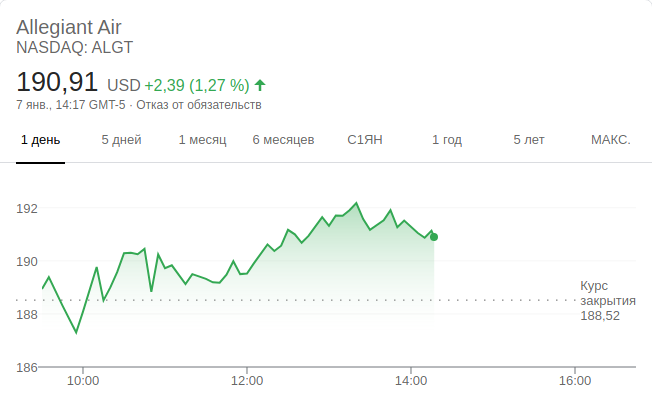 Allegiant Air
NASDAQ: ALGT
190,91 USD +2,39 (1,27 %)
7 янв., 14:17 GMT-5 · Отказ от обязательств
1 день 5 дней 1 месяц 6 месяцев С1ЯН 1 год 5 лет МАКС.
192
190
188
186
Курс
закрытия
188,52
10:00 12:00 14:00 16:00